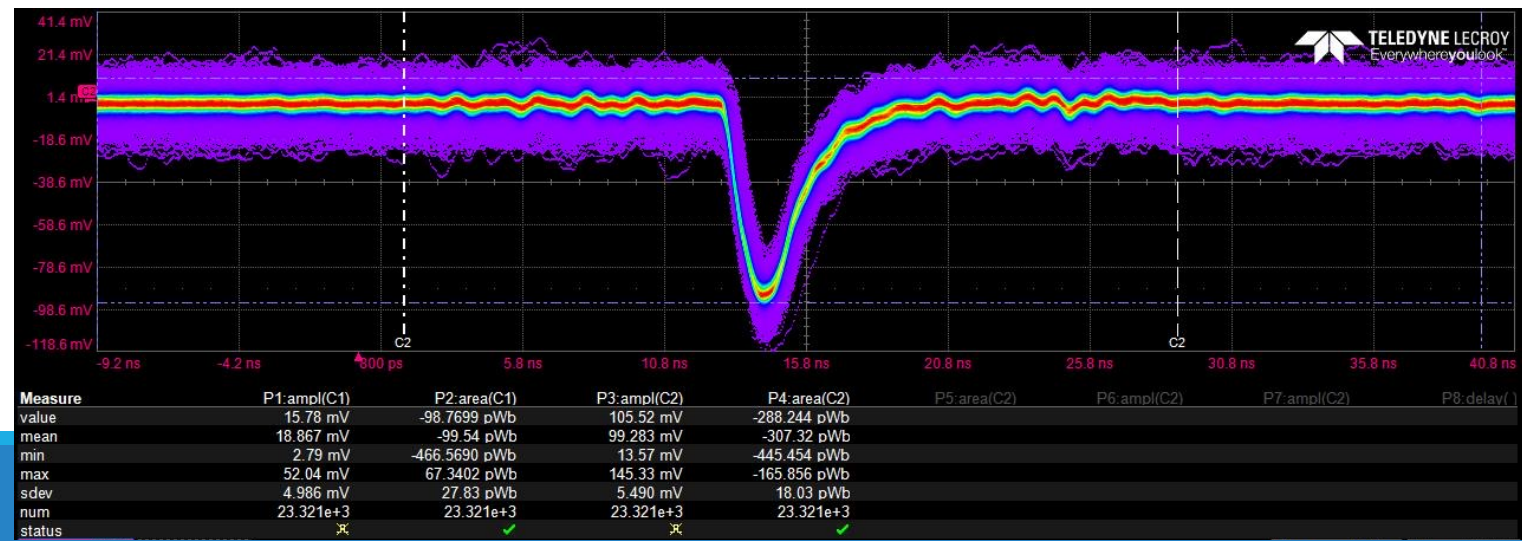 41.4 mV
TELEDYNE LECROY
Everywhereyoulook™
21.4 mV
C2
-18.6 mV
-38.6 mV
-58.6 mV
-78.6 mV
-98.6 mV
-118.6 mV
C2 C2
-9.2 ns -4.2 ns 800 ps 5.8 ns 10.8 ns 15.8 ns 20.8 ns 25.8 ns 30.8 ns 35.8 ns 40.8 ns
Measure P1:ampl(C1) P2:area(C1) P3:ampl(C2) P4:area(C2) P5:area(C2) P6:ampl(C2) P7:ampl(C2) P8:delay( )
value 15.78 mV -98.7699 pWb 105.52 mV -288.244 pWb
mean 18.867 mV -99.54 pWb 99.283 mV -307.32 pWb
min 2.79 mV -466.5690 pWb 13.57 mV -445.454 pWb
max 52.04 mV 67.3402 pWb 145.33 mV -165.856 pWb
sdev 4.986 mV 27.83 pWb 5.490 mV 18.03 pWb
num 23.321e+3 23.321e+3 23.321e+3 23.321e+3
status